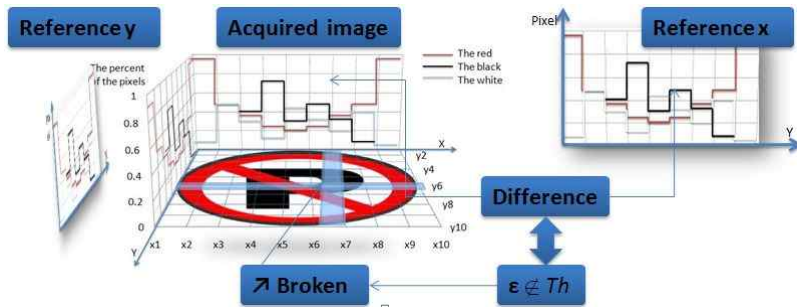 Reference y
Acquired image
Pixel
Reference x
The red
The black
The white
The percent
of the pixels
1
0.8
0.6
0.4
0.2
0
X
Y
y2
y4
y6
y8
y10
x1 x2 x3 x4 x5 x6 x7 x8 x9 x10
Y
Difference
↗ Broken
ε ∉ Th